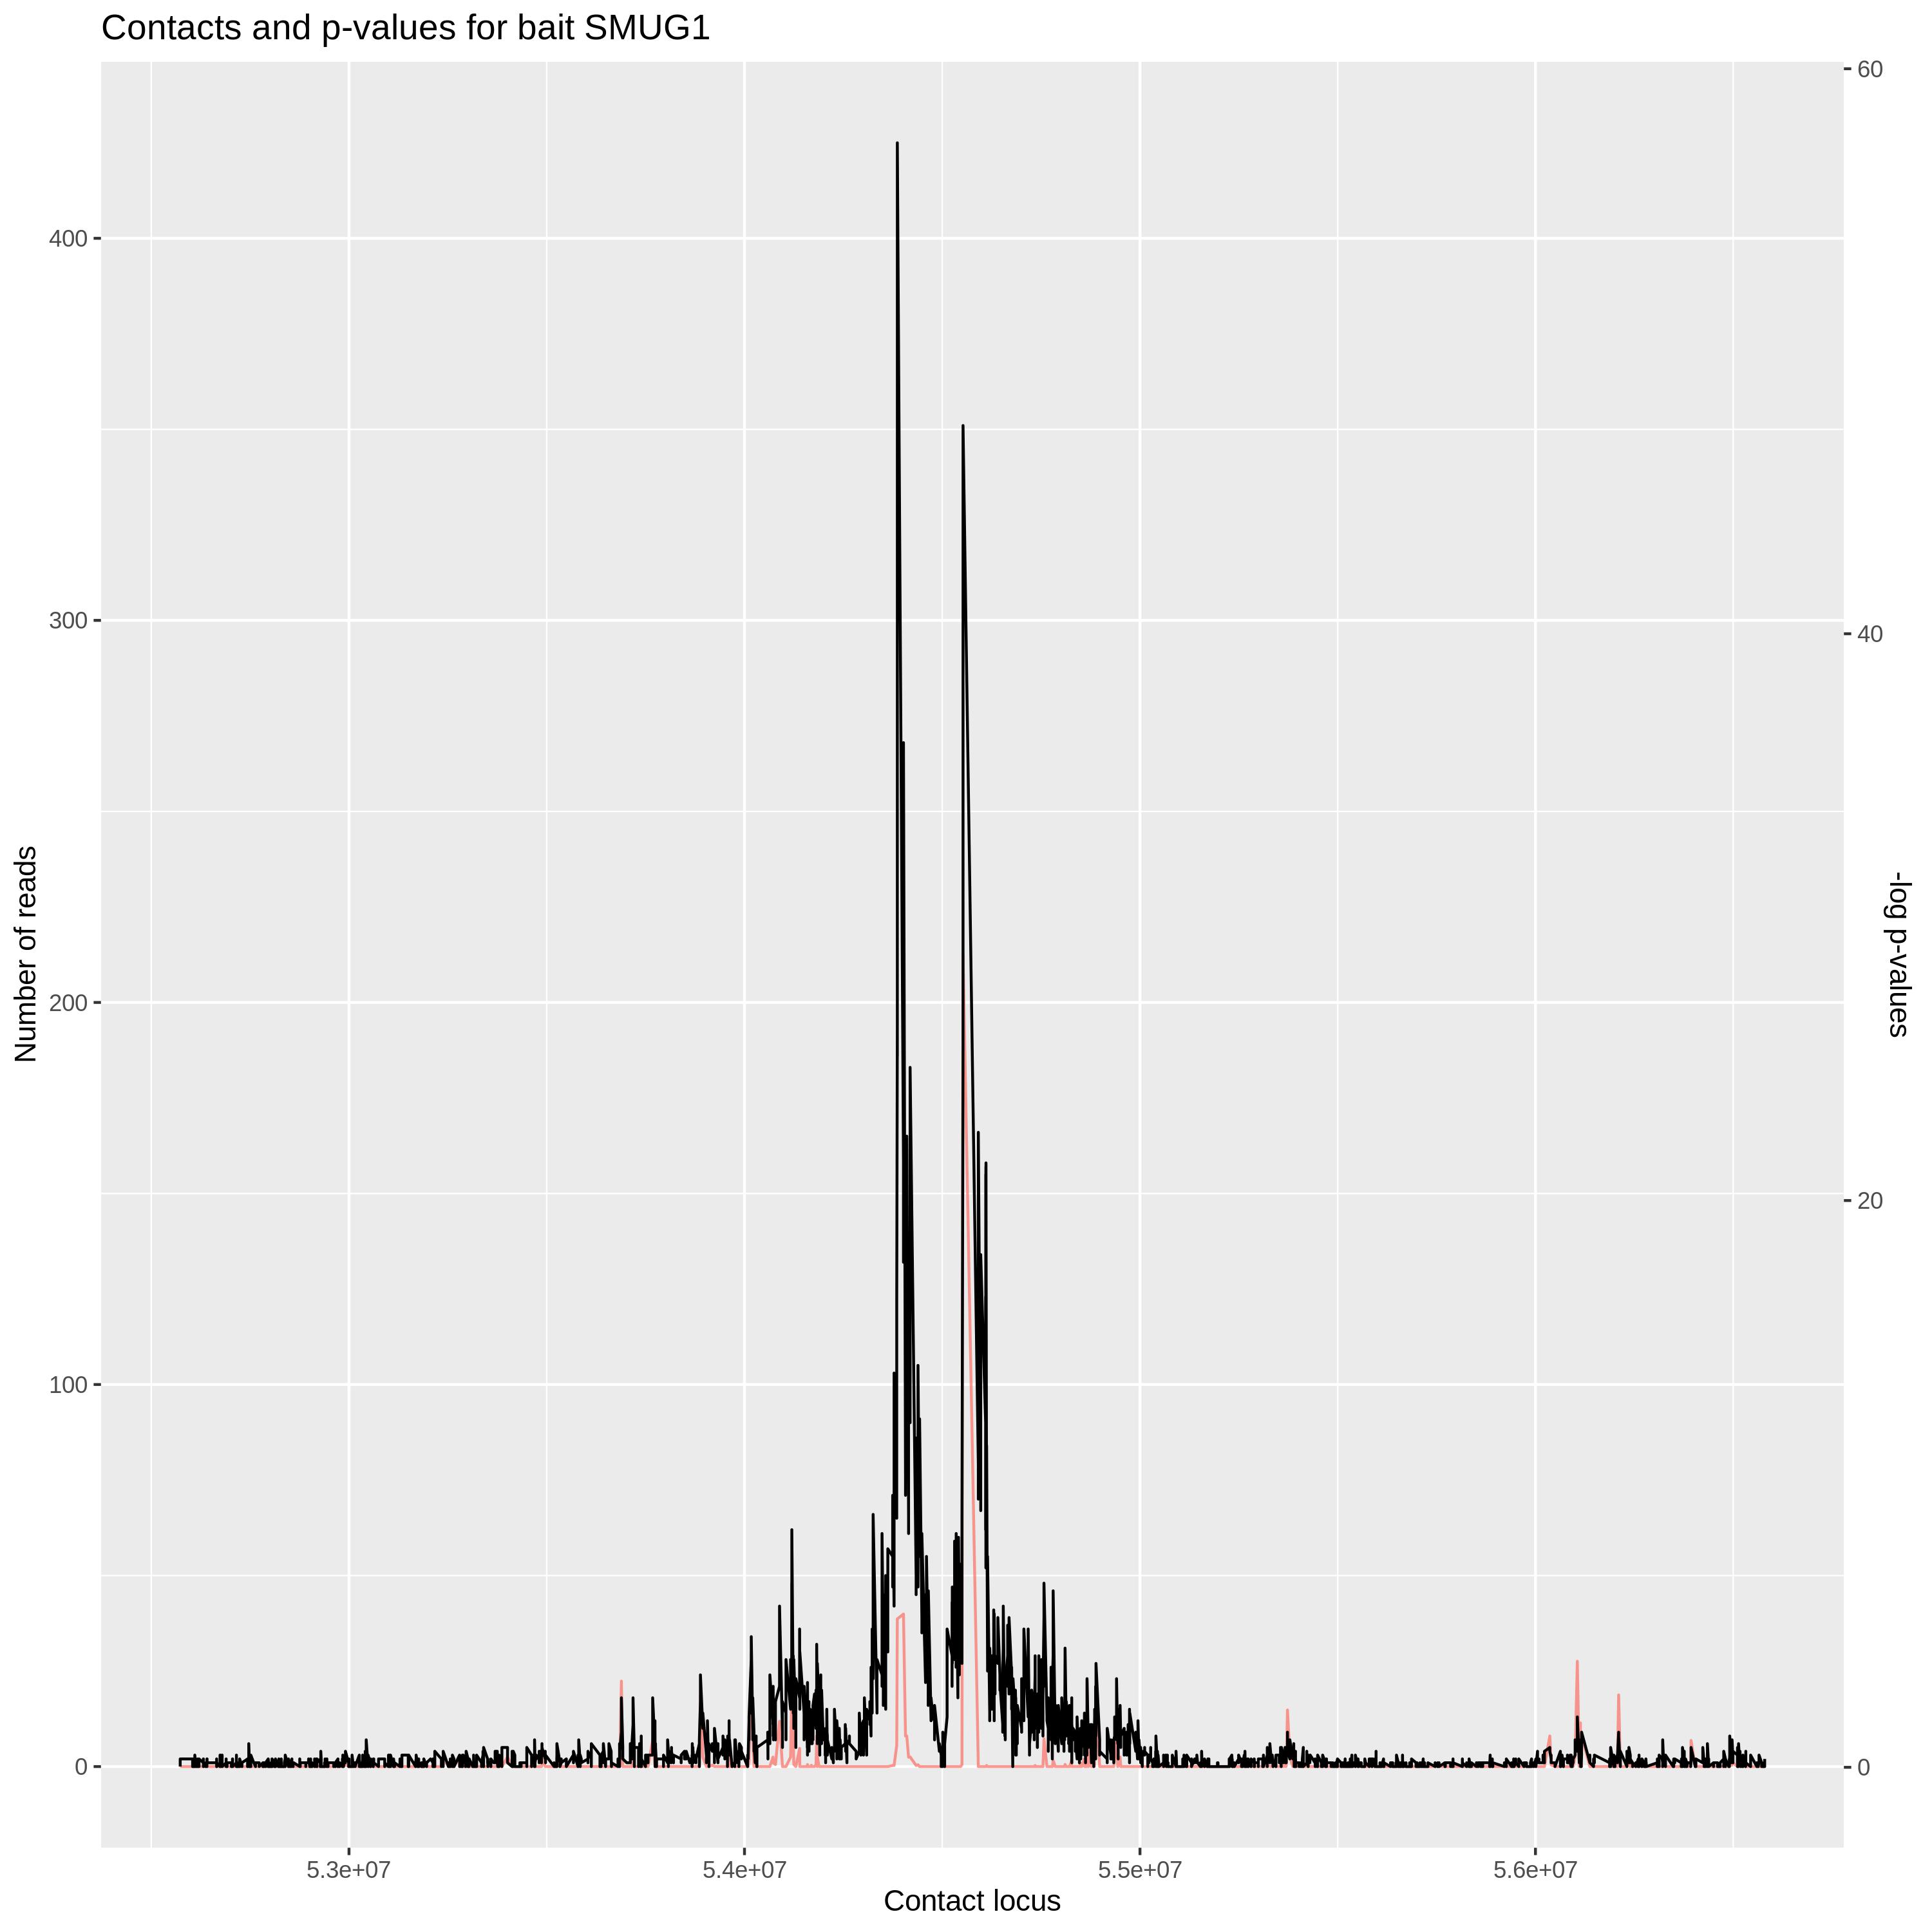 Contacts and p-values for bait SMUG1
60
400
300
40
Number of reads
-log p-values
200
20
100
0
0
5.3e+07
5.4e+07
5.5e+07
5.6e+07
Contact locus